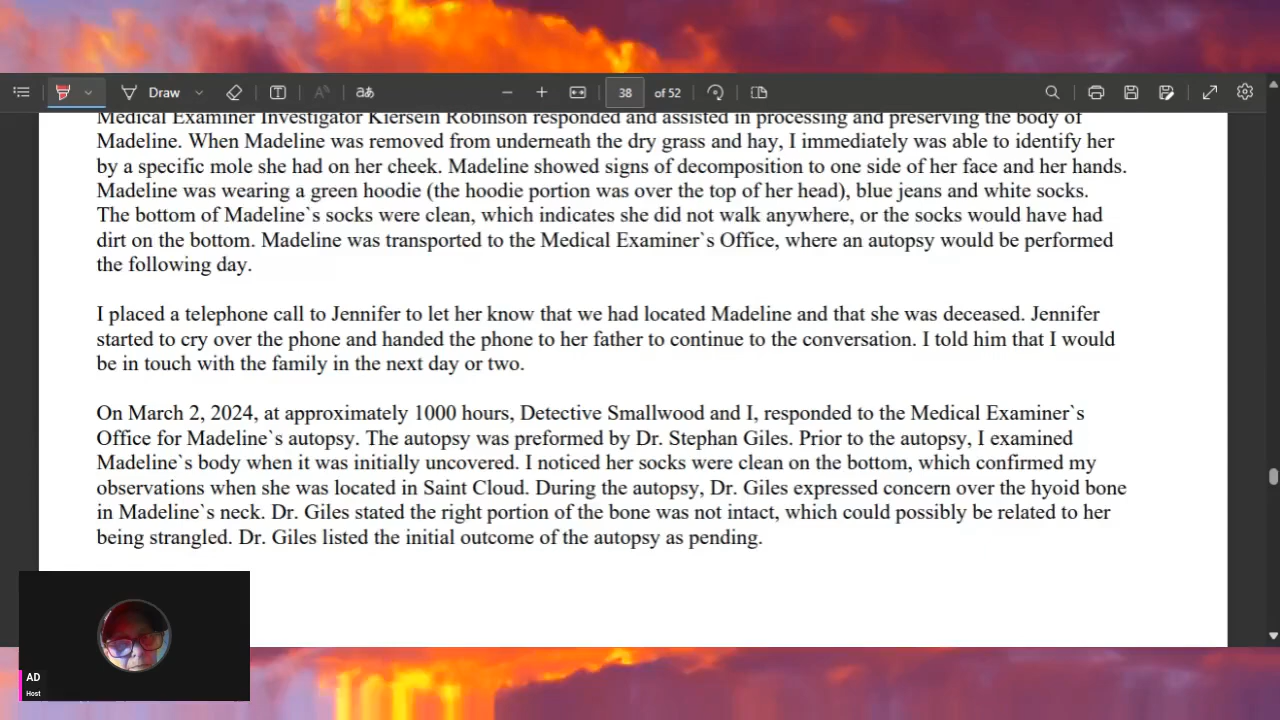 Draw
38 of 52
Medical Examiner Investigator Kiersein Robinson responded and assisted in processing and preserving the body of
Madeline. When Madeline was removed from underneath the dry grass and hay, I immediately was able to identify her
by a specific mole she had on her cheek. Madeline showed signs of decomposition to one side of her face and her hands.
Madeline was wearing a green hoodie (the hoodie portion was over the top of her head), blue jeans and white socks.
The bottom of Madeline`s socks were clean, which indicates she did not walk anywhere, or the socks would have had
dirt on the bottom. Madeline was transported to the Medical Examiner`s Office, where an autopsy would be performed
the following day.
I placed a telephone call to Jennifer to let her know that we had located Madeline and that she was deceased. Jennifer
started to cry over the phone and handed the phone to her father to continue to the conversation. I told him that I would
be in touch with the family in the next day or two.
On March 2, 2024, at approximately 1000 hours, Detective Smallwood and I, responded to the Medical Examiner`s
Office for Madeline`s autopsy. The autopsy was preformed by Dr. Stephan Giles. Prior to the autopsy, I examined
Madeline`s body when it was initially uncovered. I noticed her socks were clean on the bottom, which confirmed my
observations when she was located in Saint Cloud. During the autopsy, Dr. Giles expressed concern over the hyoid bone
in Madeline`s neck. Dr. Giles stated the right portion of the bone was not intact, which could possibly be related to her
being strangled. Dr. Giles listed the initial outcome of the autopsy as pending.
AD
Host